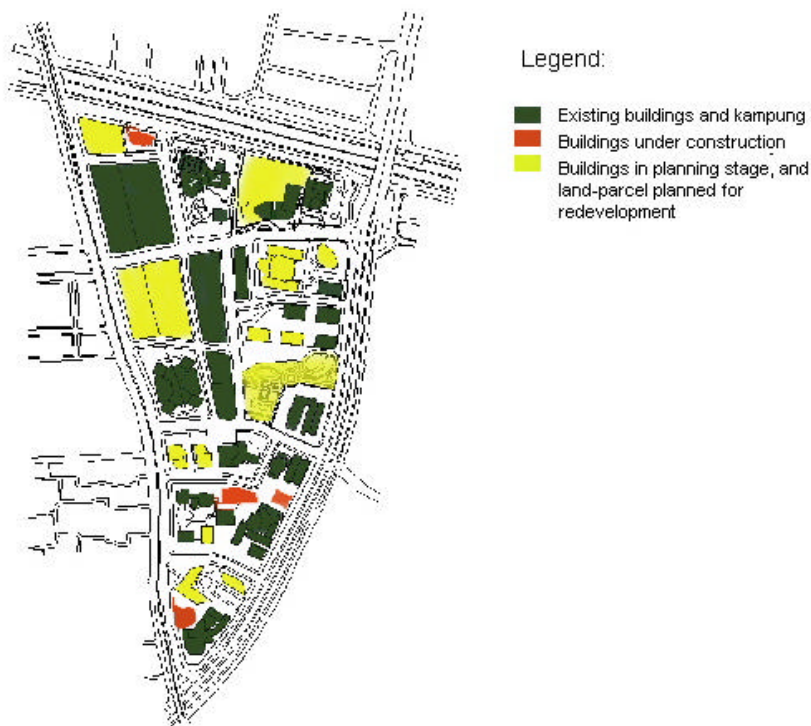 Legend:
Existing buildings and kampung
Buildings under construction
Buildings in planning stage, and
land-parcel planned for
redevelopment